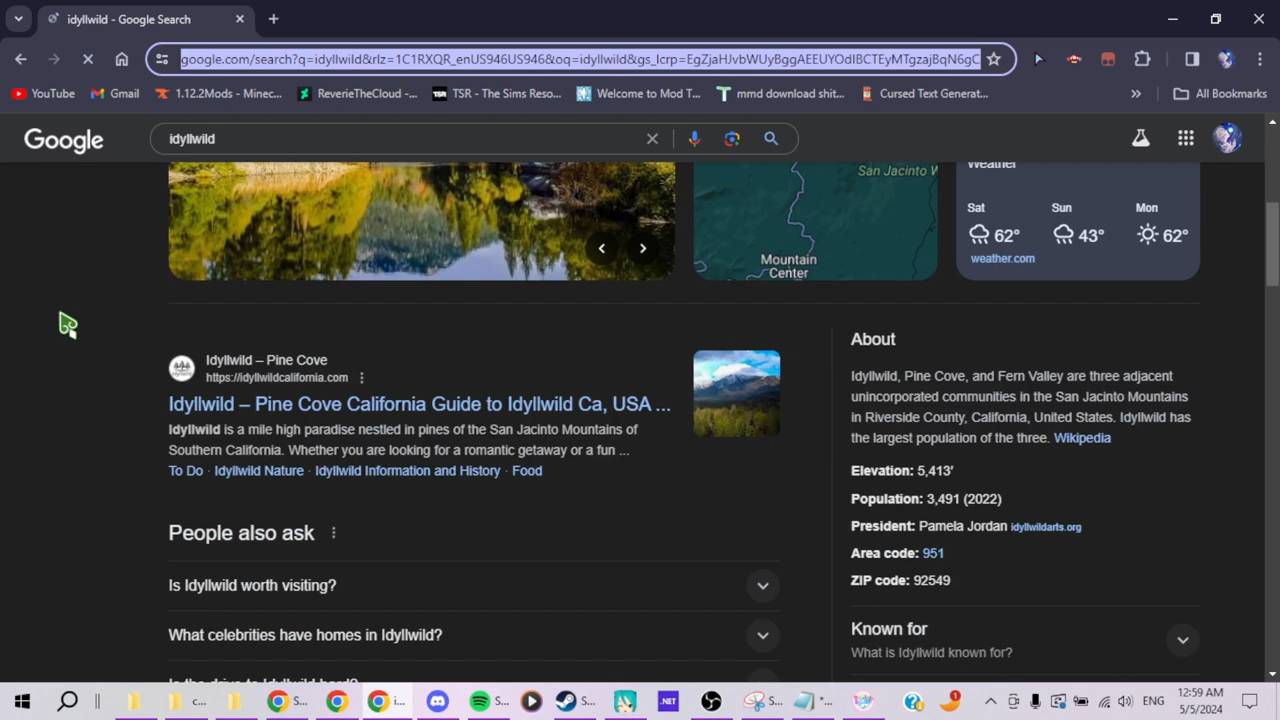 idyllwild - Google Search
google.com/search?q=idyllwild&rlz=1C1RXQR_enUS946US946&oq=idyllwild&gs_lcrp=EgZjaHJvbWUyBggAEEUYOdIBCTEyMTgzajBqN6gC
YouTube
Gmail
1.12.2Mods - Minec...
ReverieTheCloud -...
TSR - The Sims Reso...
Welcome to Mod T...
mmd download shit...
Cursed Text Generat...
»
All Bookmarks
Google
idyllwild
San Jacinto W
Mountain
Center
Weather
Sat
Sun
Mon
62°
43°
62°
weather.com
Idyllwild – Pine Cove
https://idyllwildcalifornia.com
Idyllwild – Pine Cove California Guide to Idyllwild Ca, USA ...
Idyllwild is a mile high paradise nestled in pines of the San Jacinto Mountains of
Southern California. Whether you are looking for a romantic getaway or a fun ...
To Do · Idyllwild Nature · Idyllwild Information and History · Food
People also ask
Is Idyllwild worth visiting?
What celebrities have homes in Idyllwild?
Is the drive to Idyllwild hard?
About
Idyllwild, Pine Cove, and Fern Valley are three adjacent
unincorporated communities in the San Jacinto Mountains
in Riverside County, California, United States. Idyllwild has
the largest population of the three. Wikipedia
Elevation: 5,413′
Population: 3,491 (2022)
President: Pamela Jordan idyllwildarts.org
Area code: 951
ZIP code: 92549
Known for
What is Idyllwild known for?
c...
S...
i...
S...
S...
.NET
S...
*...
1
ENG
12:59 AM
5/5/2024